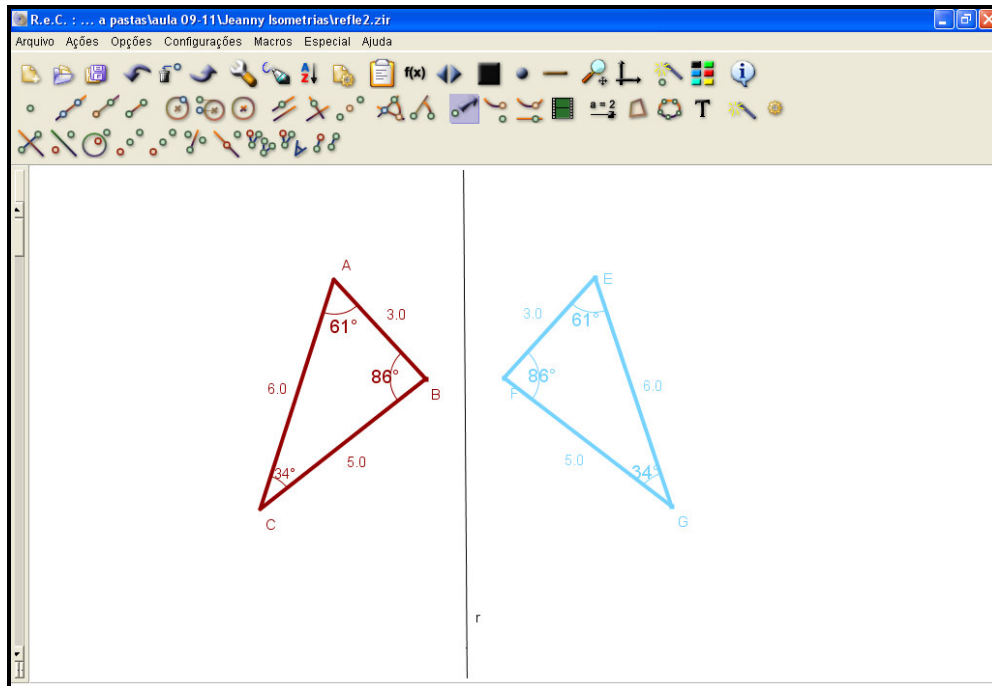 R.e.C. : ... a pastas\aula 09-11\Jeanny Isometrias\refle2.zir
Arquivo Ações Opções Configurações Macros Especial Ajuda
A Z f(x) i
a = 2 T
A E
3.0 3.0
61° 61°
86° 86°
6.0 B F 6.0
5.0 5.0
34° 34°
C G
r